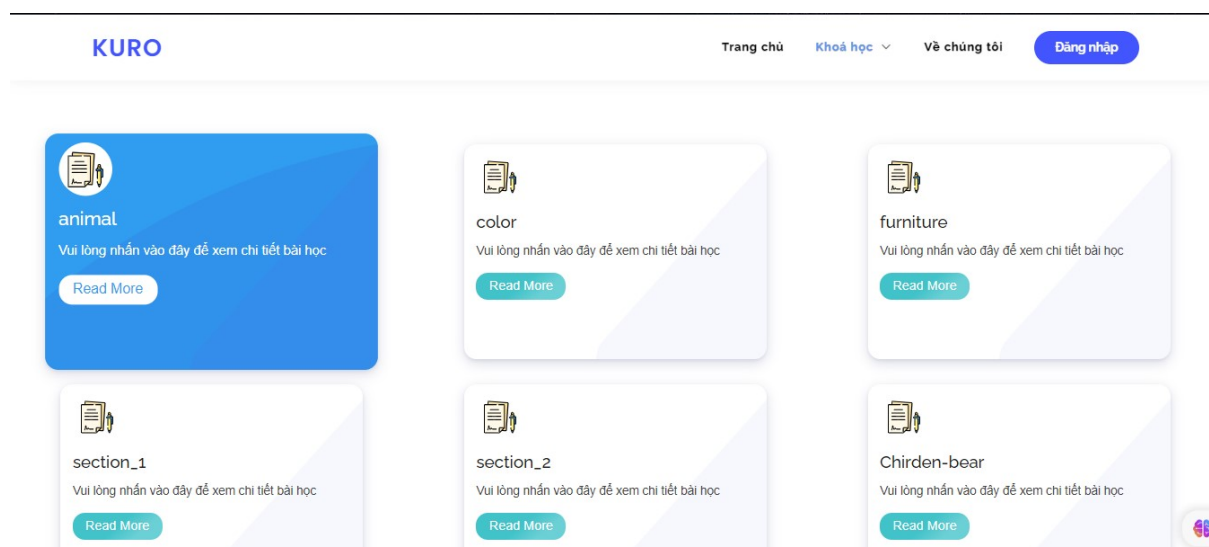 KURO
Trang chủ Khoá học Về chúng tôi Đăng nhập
animal
Vui lòng nhấn vào đây để xem chi tiết bài học
Read More
color
Vui lòng nhấn vào đây để xem chi tiết bài học
Read More
furniture
Vui lòng nhấn vào đây để xem chi tiết bài học
Read More
section_1
Vui lòng nhấn vào đây để xem chi tiết bài học
Read More
section_2
Vui lòng nhấn vào đây để xem chi tiết bài học
Read More
Chirden-bear
Vui lòng nhấn vào đây để xem chi tiết bài học
Read More